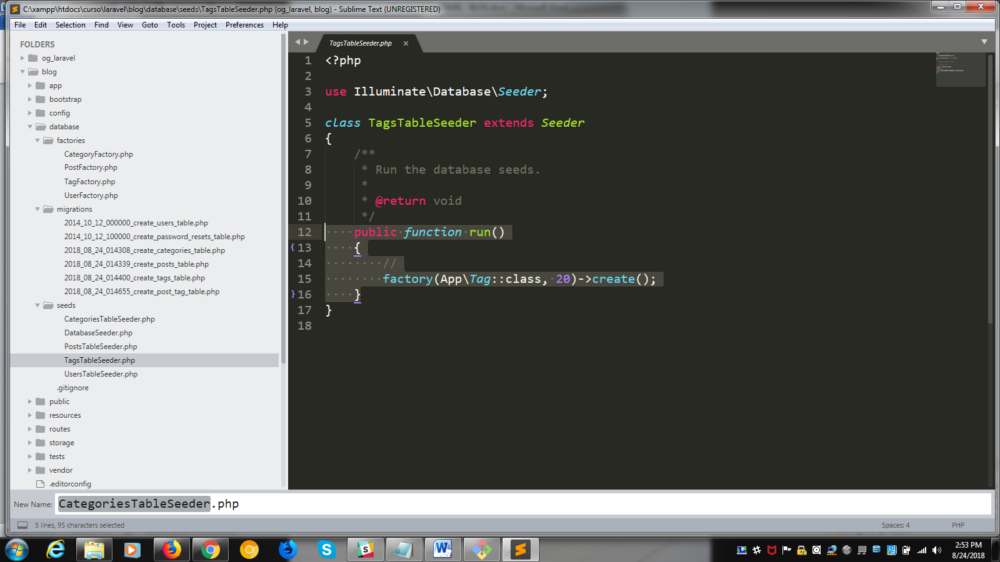 C:\xampp\htdocs\curso\laravel\blog\database\seeds\TagsTableSeeder.php (og_laravel, blog) - Sublime Text (UNREGISTERED)
File Edit Selection Find View Goto Tools Project Preferences Help
FOLDERS
og_laravel
blog
app
bootstrap
config
database
factories
CategoryFactory.php
PostFactory.php
TagFactory.php
UserFactory.php
migrations
2014_10_12_000000_create_users_table.php
2014_10_12_100000_create_password_resets_table.php
2018_08_24_014308_create_categories_table.php
2018_08_24_014339_create_posts_table.php
2018_08_24_014400_create_tags_table.php
2018_08_24_014655_create_post_tag_table.php
seeds
CategoriesTableSeeder.php
DatabaseSeeder.php
PostsTableSeeder.php
TagsTableSeeder.php
UsersTableSeeder.php
.gitignore
public
resources
routes
storage
tests
vendor
.editorconfig
TagsTableSeeder.php
1 <?php
2
3 use Illuminate\Database\Seeder;
4
5 class TagsTableSeeder extends Seeder
6 {
7     /**
8      * Run the database seeds.
9      *
10      * @return void
11      */
12     public function run()
13     {
14         //
15         factory(App\Tag::class, 20)->create();
16     }
17 }
18
New Name: CategoriesTableSeeder.php
5 lines, 95 characters selected
Spaces: 4 PHP
2:53 PM
8/24/2018